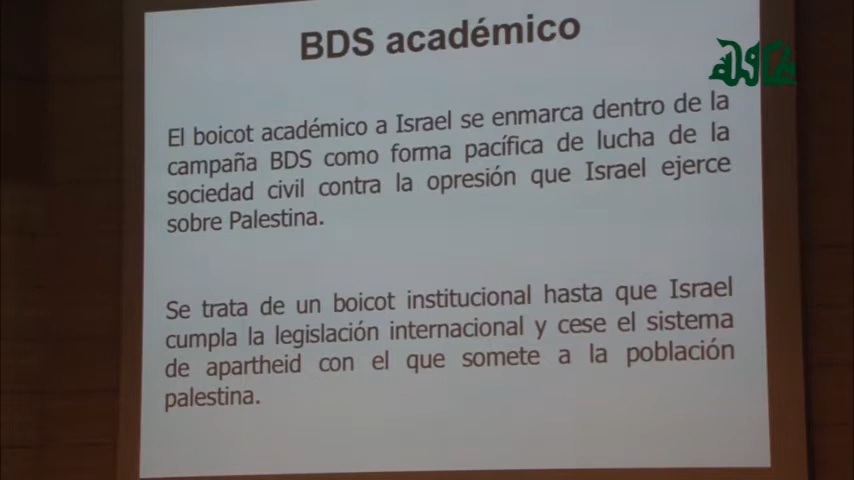 BDS académico
El boicot académico a Israel se enmarca dentro de la
campaña BDS como forma pacífica de lucha de la
sociedad civil contra la opresión que Israel ejerce
sobre Palestina.
Se trata de un boicot institucional hasta que Israel
cumpla la legislación internacional y cese el sistema
de apartheid con el que somete a la población
palestina.